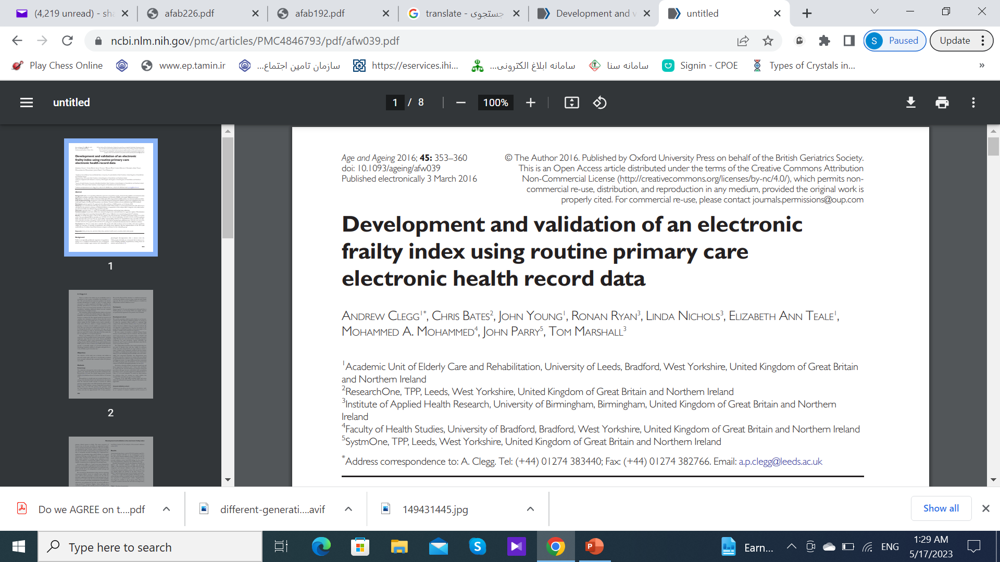 (4,219 unread) - sha
afab226.pdf
afab192.pdf
translate - جستجوی
Development and v
untitled
ncbi.nlm.nih.gov/pmc/articles/PMC4846793/pdf/afw039.pdf
S
Paused
Update
Play Chess Online
www.ep.tamin.ir
سازمان تامین اجتماع...
https://eservices.ihi...
سامانه ابلاغ الکترونی...
سامانه سنا
Signin - CPOE
Types of Crystals in...
»
untitled
1 / 8
100%
1
2
Age and Ageing 2016; 45: 353–360
doi: 10.1093/ageing/afw039
Published electronically 3 March 2016
© The Author 2016. Published by Oxford University Press on behalf of the British Geriatrics Society.
This is an Open Access article distributed under the terms of the Creative Commons Attribution
Non-Commercial License (http://creativecommons.org/licenses/by-nc/4.0/), which permits non-
commercial re-use, distribution, and reproduction in any medium, provided the original work is
properly cited. For commercial re-use, please contact journals.permissions@oup.com
Development and validation of an electronic
frailty index using routine primary care
electronic health record data
ANDREW CLEGG1*, CHRIS BATES2, JOHN YOUNG1, RONAN RYAN3, LINDA NICHOLS3, ELIZABETH ANN TEALE1,
MOHAMMED A. MOHAMMED4, JOHN PARRY5, TOM MARSHALL3
1Academic Unit of Elderly Care and Rehabilitation, University of Leeds, Bradford, West Yorkshire, United Kingdom of Great Britain
and Northern Ireland
2ResearchOne, TPP, Leeds, West Yorkshire, United Kingdom of Great Britain and Northern Ireland
3Institute of Applied Health Research, University of Birmingham, Birmingham, United Kingdom of Great Britain and Northern
Ireland
4Faculty of Health Studies, University of Bradford, Bradford, West Yorkshire, United Kingdom of Great Britain and Northern Ireland
5SystmOne, TPP, Leeds, West Yorkshire, United Kingdom of Great Britain and Northern Ireland
*Address correspondence to: A. Clegg. Tel: (+44) 01274 383440; Fax: (+44) 01274 382766. Email: a.p.clegg@leeds.ac.uk
Do we AGREE on t....pdf
different-generati....avif
149431445.jpg
Show all
Type here to search
Earn...
ENG
1:29 AM
5/17/2023